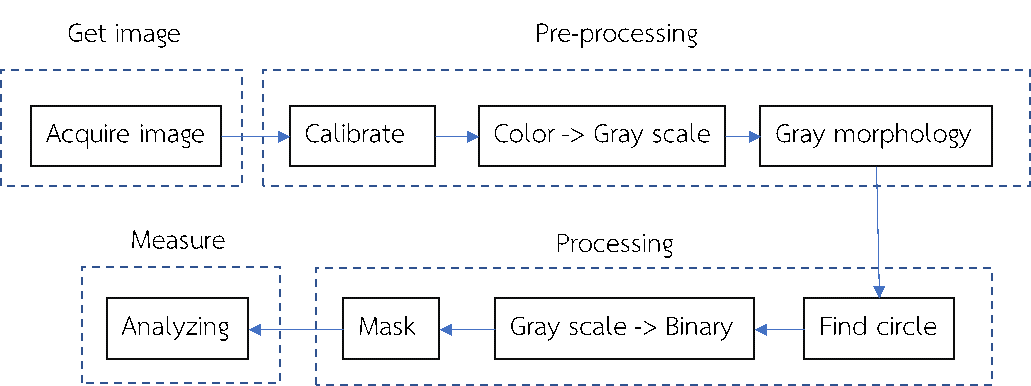 Get image
Pre-processing
Acquire image
Calibrate
Color -> Gray scale
Gray morphology
Measure
Processing
Analyzing
Mask
Gray scale -> Binary
Find circle